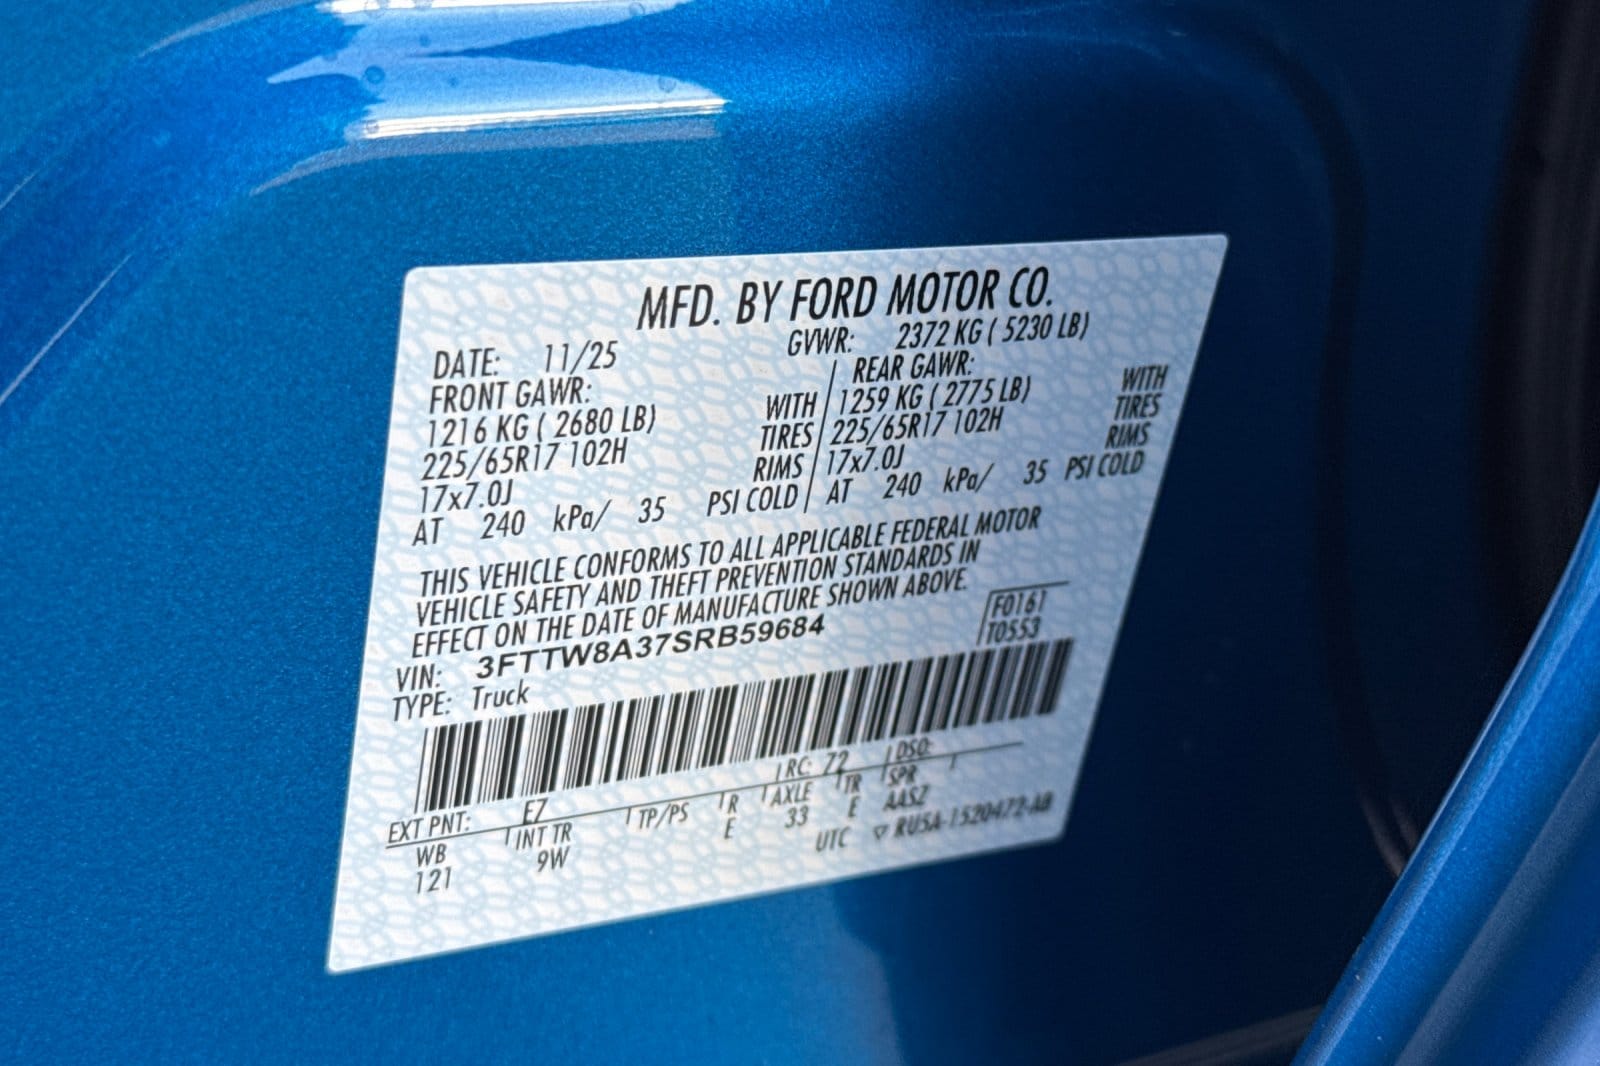 MFD. BY FORD MOTOR CO.
DATE: 11/25 GVWR: 2372 KG ( 5230 LB)
FRONT GAWR: REAR GAWR:
1216 KG ( 2680 LB) WITH 1259 KG ( 2775 LB) WITH
225/65R17 102H TIRES 225/65R17 102H TIRES
17x7.0J RIMS 17x7.0J RIMS
AT 240 kPa/ 35 PSI COLD AT 240 kPa/ 35 PSI COLD
THIS VEHICLE CONFORMS TO ALL APPLICABLE FEDERAL MOTOR
VEHICLE SAFETY AND THEFT PREVENTION STANDARDS IN
EFFECT ON THE DATE OF MANUFACTURE SHOWN ABOVE.
VIN: 3FTTW8A37SRB59684 F0161
TYPE: Truck T0553
EXT PNT: EZ RC: 72 DSO:
WB INT TR TP/PS R AXLE TR SPR
121 9W E 33 E AASZ
UTC ▽ RU5A-1520472-AB